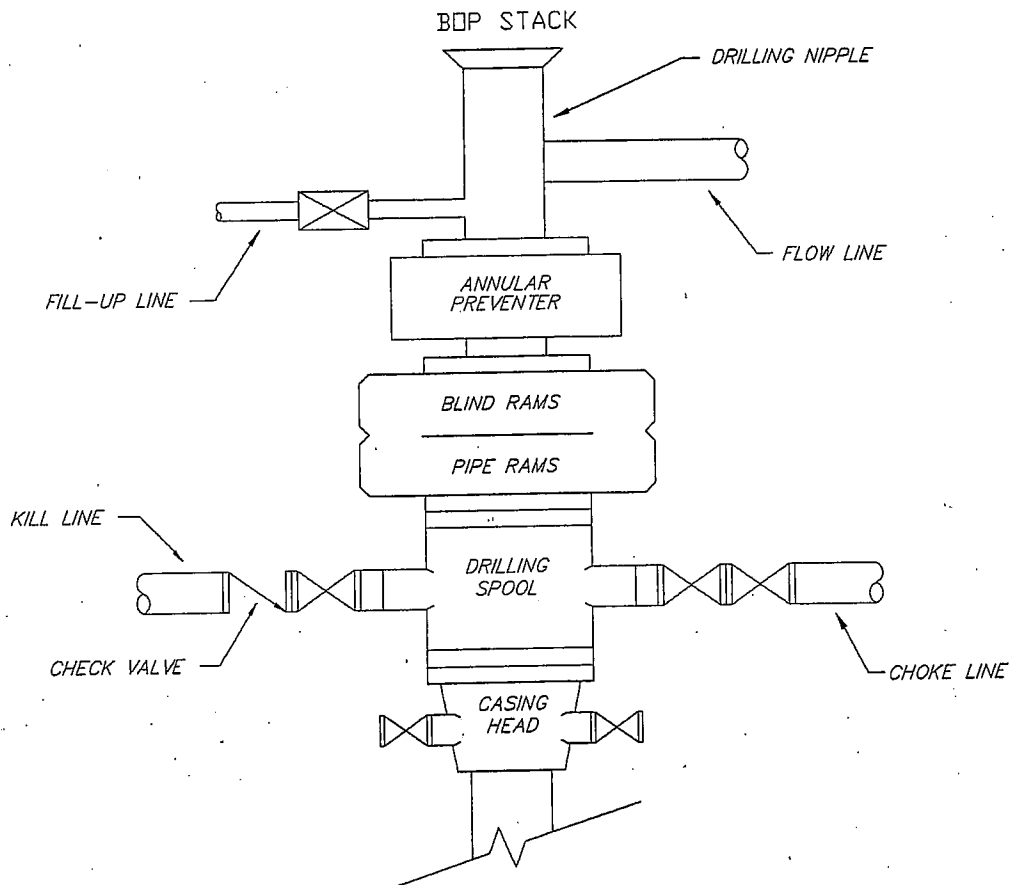 BOP STACK
DRILLING NIPPLE
FLOW LINE
FILL-UP LINE
ANNULAR
PREVENTER
BLIND RAMS
PIPE RAMS
KILL LINE
DRILLING
SPOOL
CHECK VALVE
CHOKE LINE
CASING
HEAD